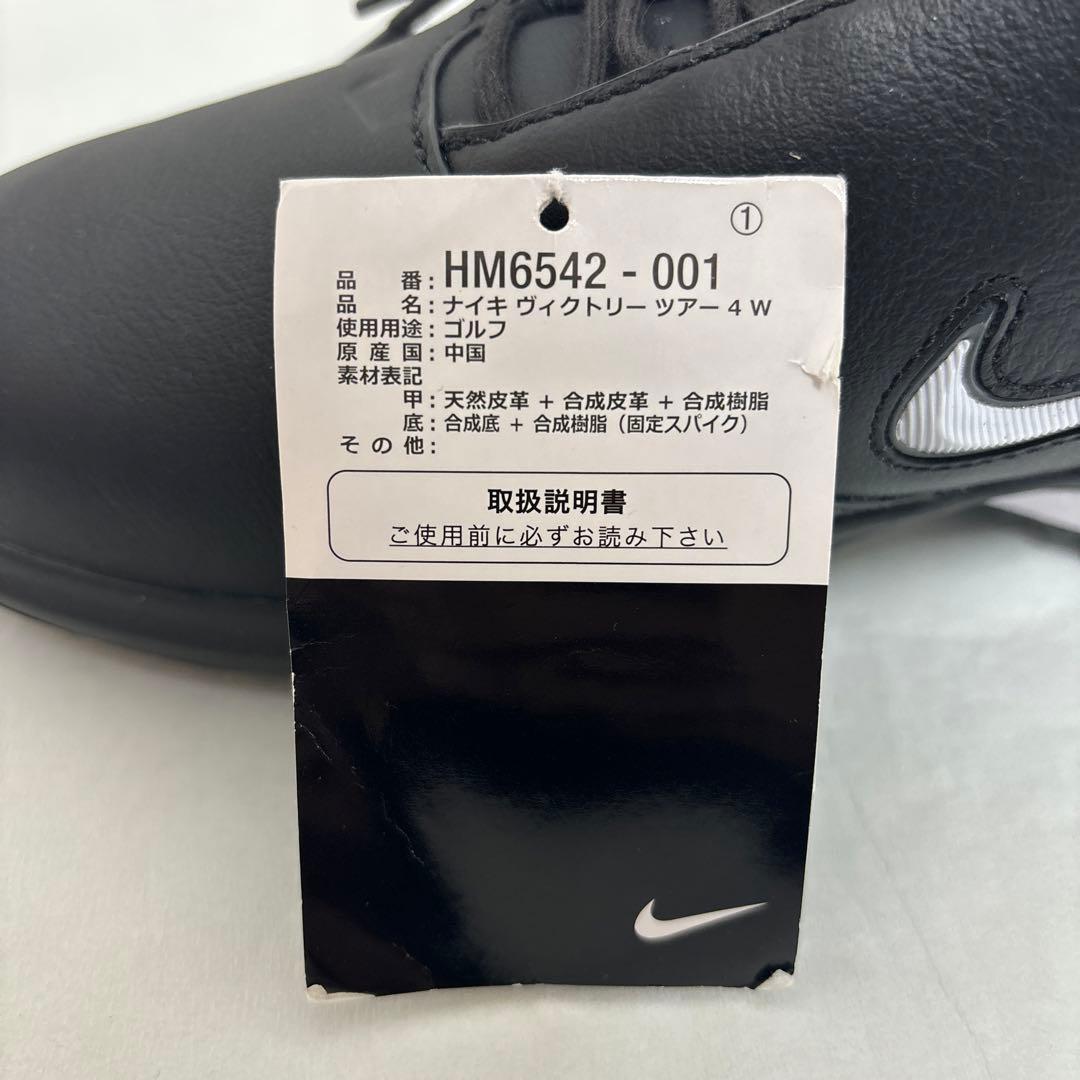 ①
品番: HM6542 - 001
品名: ナイキ ヴィクトリー ツアー 4 W
使用用途: ゴルフ
原産国: 中国
素材表記
甲: 天然皮革 + 合成皮革 + 合成樹脂
底: 合成底 + 合成樹脂 (固定スパイク)
その他:
取扱説明書
ご使用前に必ずお読み下さい